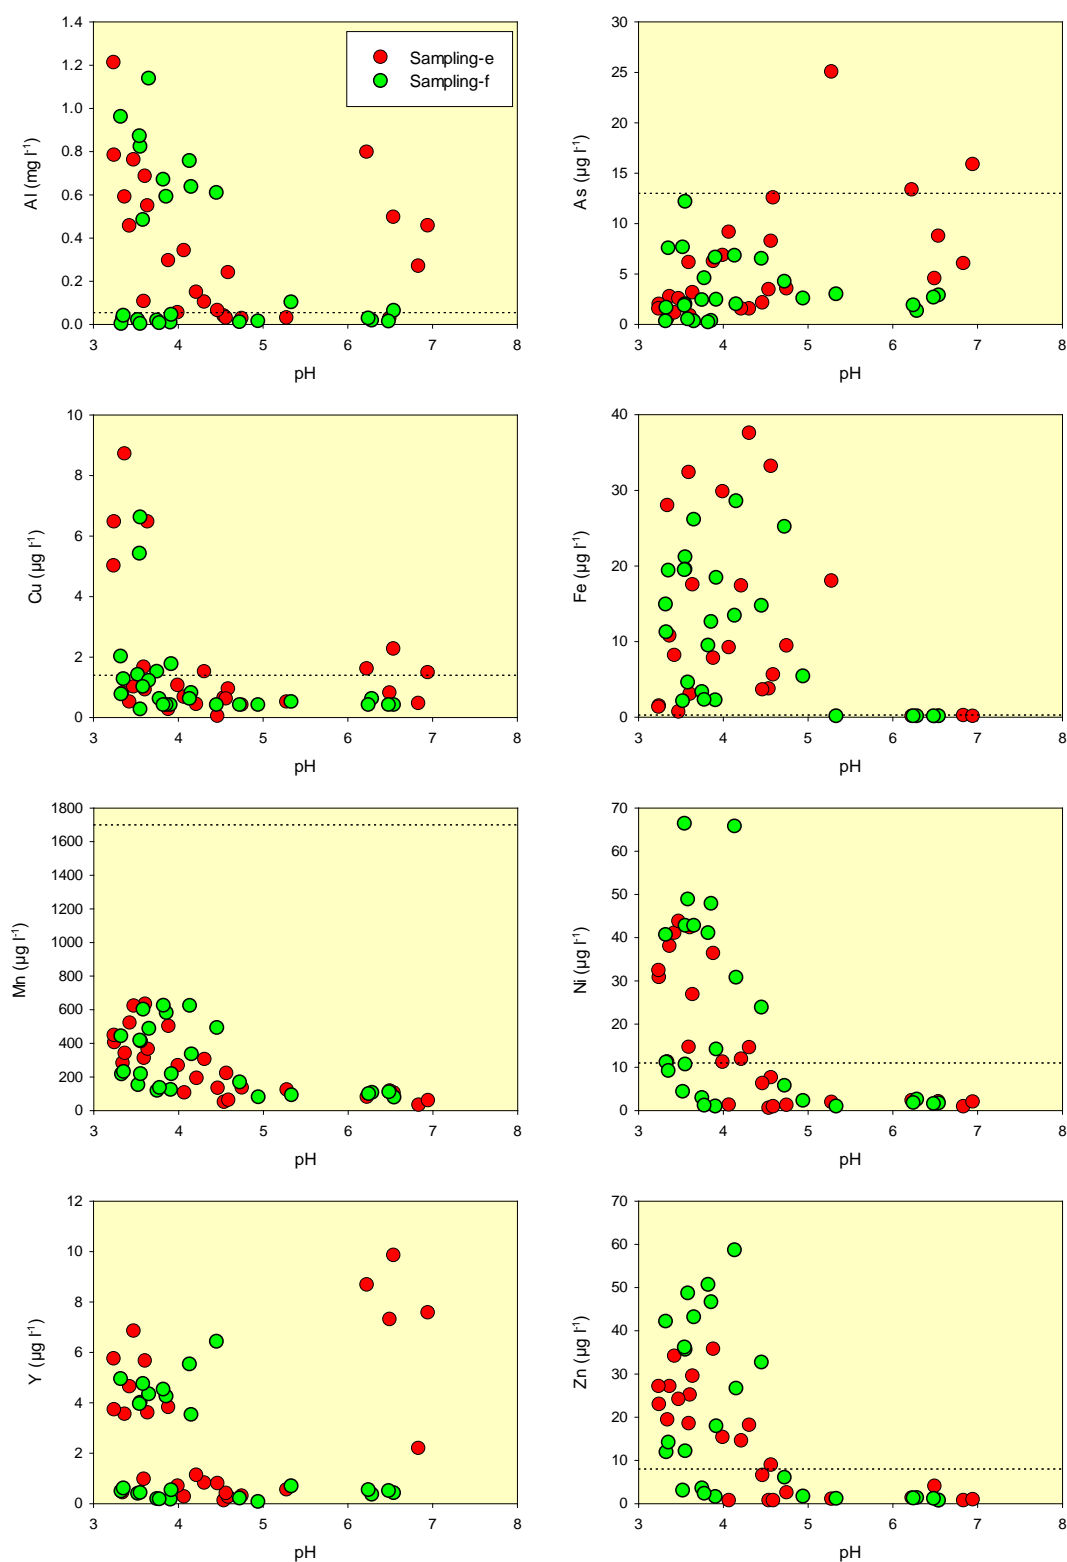 1.4
1.2
1.0
0.8
0.6
0.4
0.2
0.0
Al (mg l⁻¹)
Sampling-e
Sampling-f
3 4 5 6 7 8
pH
30
25
20
15
10
5
0
As (µg l⁻¹)
3 4 5 6 7 8
pH
10
8
6
4
2
0
Cu (µg l⁻¹)
3 4 5 6 7 8
pH
40
30
20
10
0
Fe (µg l⁻¹)
3 4 5 6 7 8
pH
1800
1600
1400
1200
1000
800
600
400
200
0
Mn (µg l⁻¹)
3 4 5 6 7 8
pH
70
60
50
40
30
20
10
0
Ni (µg l⁻¹)
3 4 5 6 7 8
pH
12
10
8
6
4
2
0
Y (µg l⁻¹)
3 4 5 6 7 8
pH
70
60
50
40
30
20
10
0
Zn (µg l⁻¹)
3 4 5 6 7 8
pH